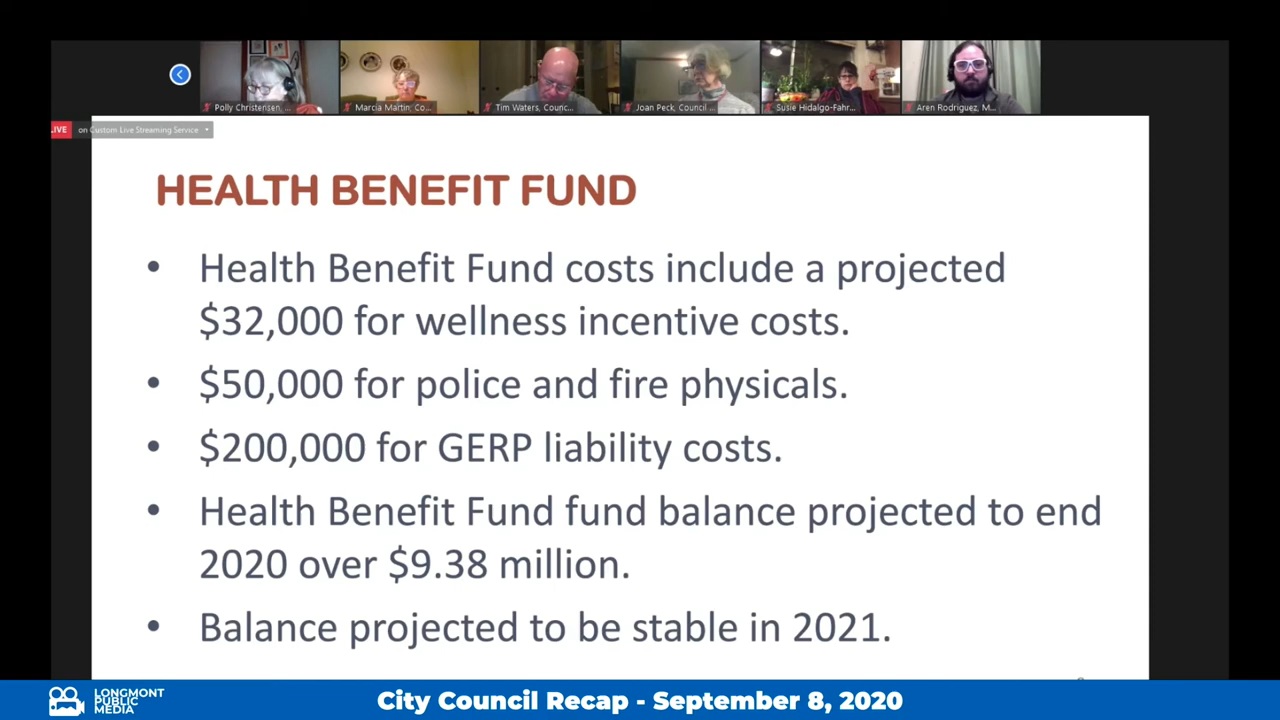 Polly Christensen, ...
Marcia Martin, Co...
Tim Waters, Counc...
Joan Peck, Council ...
Susie Hidalgo-Fahr...
Aren Rodriguez, M...
LIVE
on Custom Live Streaming Service
HEALTH BENEFIT FUND
• Health Benefit Fund costs include a projected
$32,000 for wellness incentive costs.
• $50,000 for police and fire physicals.
• $200,000 for GERP liability costs.
• Health Benefit Fund fund balance projected to end
2020 over $9.38 million.
• Balance projected to be stable in 2021.
LONGMONT
PUBLIC
MEDIA
City Council Recap - September 8, 2020